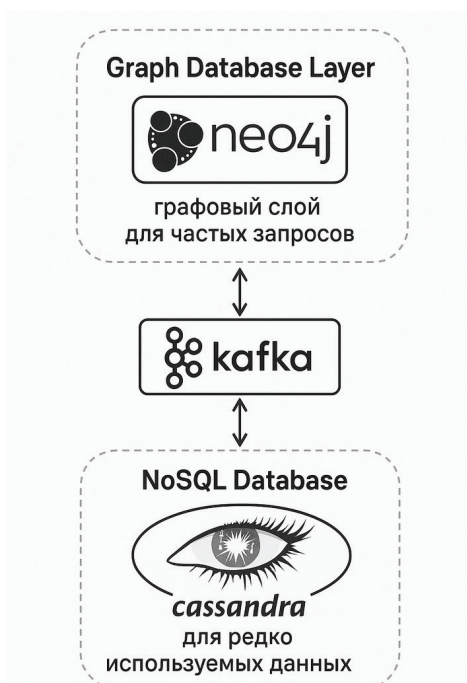 Graph Database Layer
neo4j
графовый слой
для частых запросов
kafka
NoSQL Database
cassandra
для редко
используемых данных